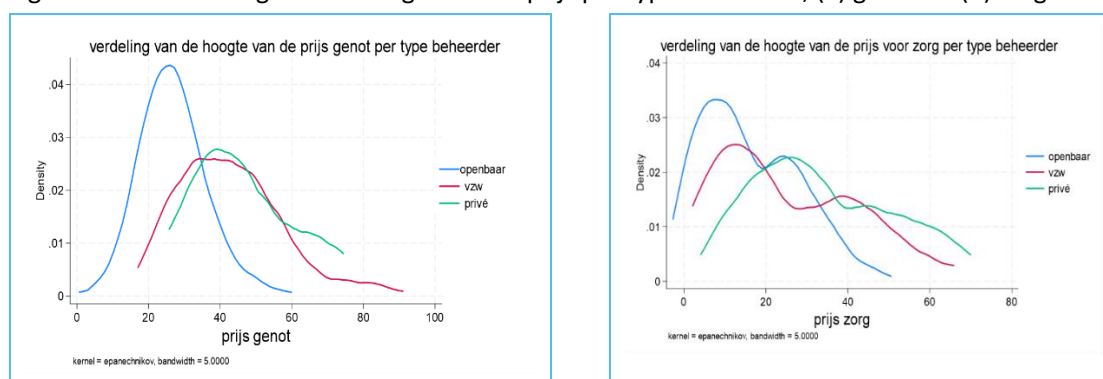 verdeling van de hoogte van de prijs genot per type beheerder
.04
.03
.02
.01
0
Density
0 20 40 60 80 100
prijs genot
openbaar
vzw
privé
kernel = epanechnikov, bandwidth = 5.0000
verdeling van de hoogte van de prijs voor zorg per type beheerder
.04
.03
.02
.01
0
Density
0 20 40 60 80
prijs zorg
openbaar
vzw
privé
kernel = epanechnikov, bandwidth = 5.0000